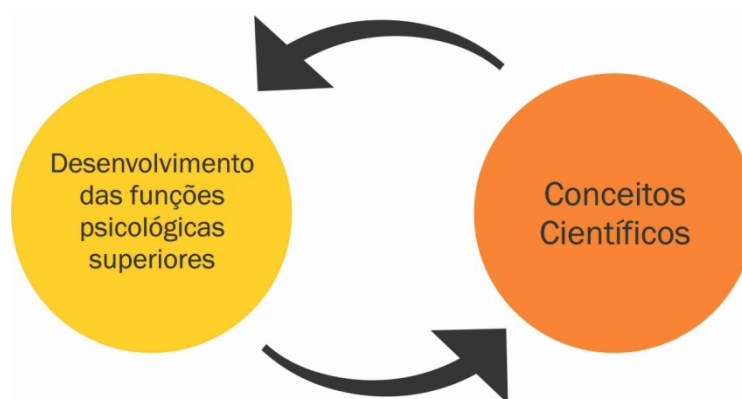 Desenvolvimento
das funções
psicológicas
superiores
Conceitos
Científicos